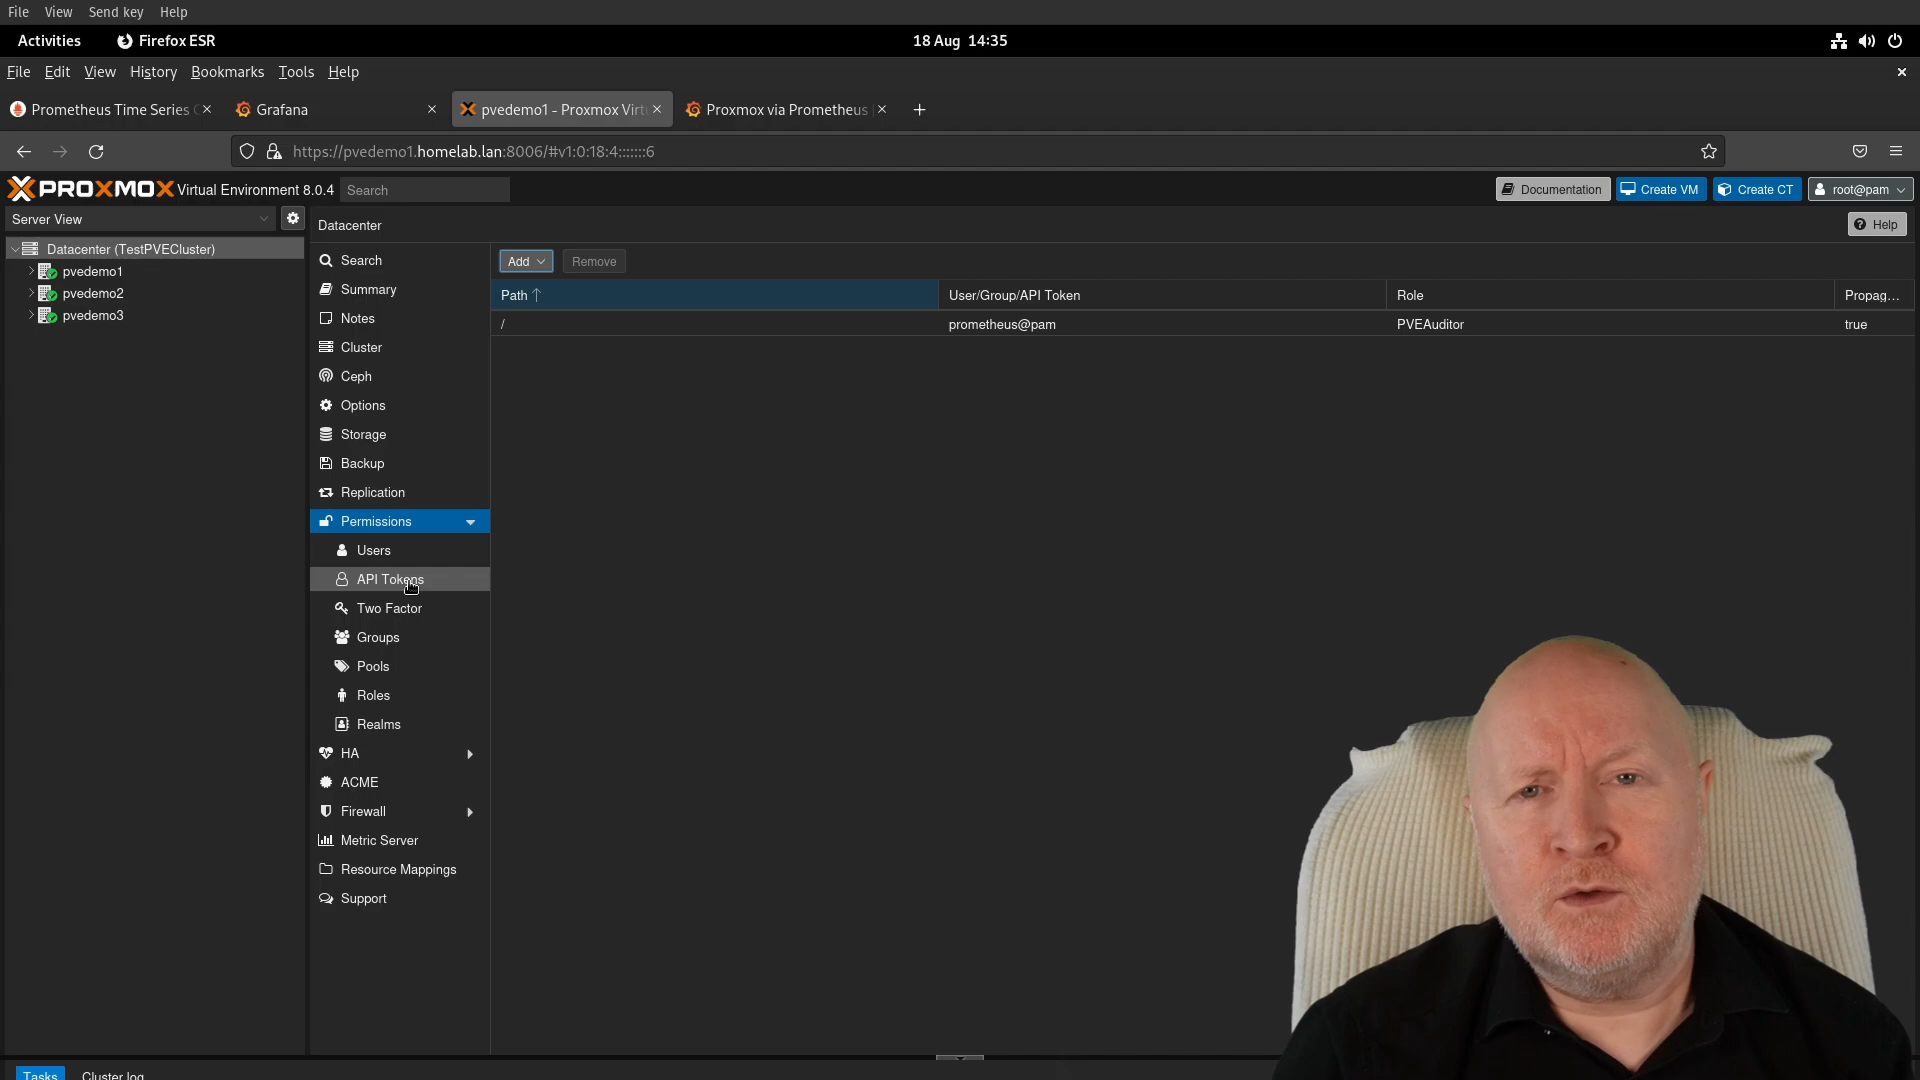 File View Send key Help
Activities Firefox ESR 18 Aug 14:35
File Edit View History Bookmarks Tools Help
Prometheus Time Series Grafana pvedemo1 - Proxmox Virt Proxmox via Prometheus
https://pvedemo1.homelab.lan:8006/#v1:0:18:4:::::::6
PROXMOX Virtual Environment 8.0.4 Search Documentation Create VM Create CT root@pam
Server View Datacenter Help
Datacenter (TestPVECluster)
pvedemo1
pvedemo2
pvedemo3
Search
Summary
Notes
Cluster
Ceph
Options
Storage
Backup
Replication
Permissions
Users
API Tokens
Two Factor
Groups
Pools
Roles
Realms
HA
ACME
Firewall
Metric Server
Resource Mappings
Support
Add Remove
Path User/Group/API Token Role Propag...
/ prometheus@pam PVEAuditor true
Tasks Cluster log